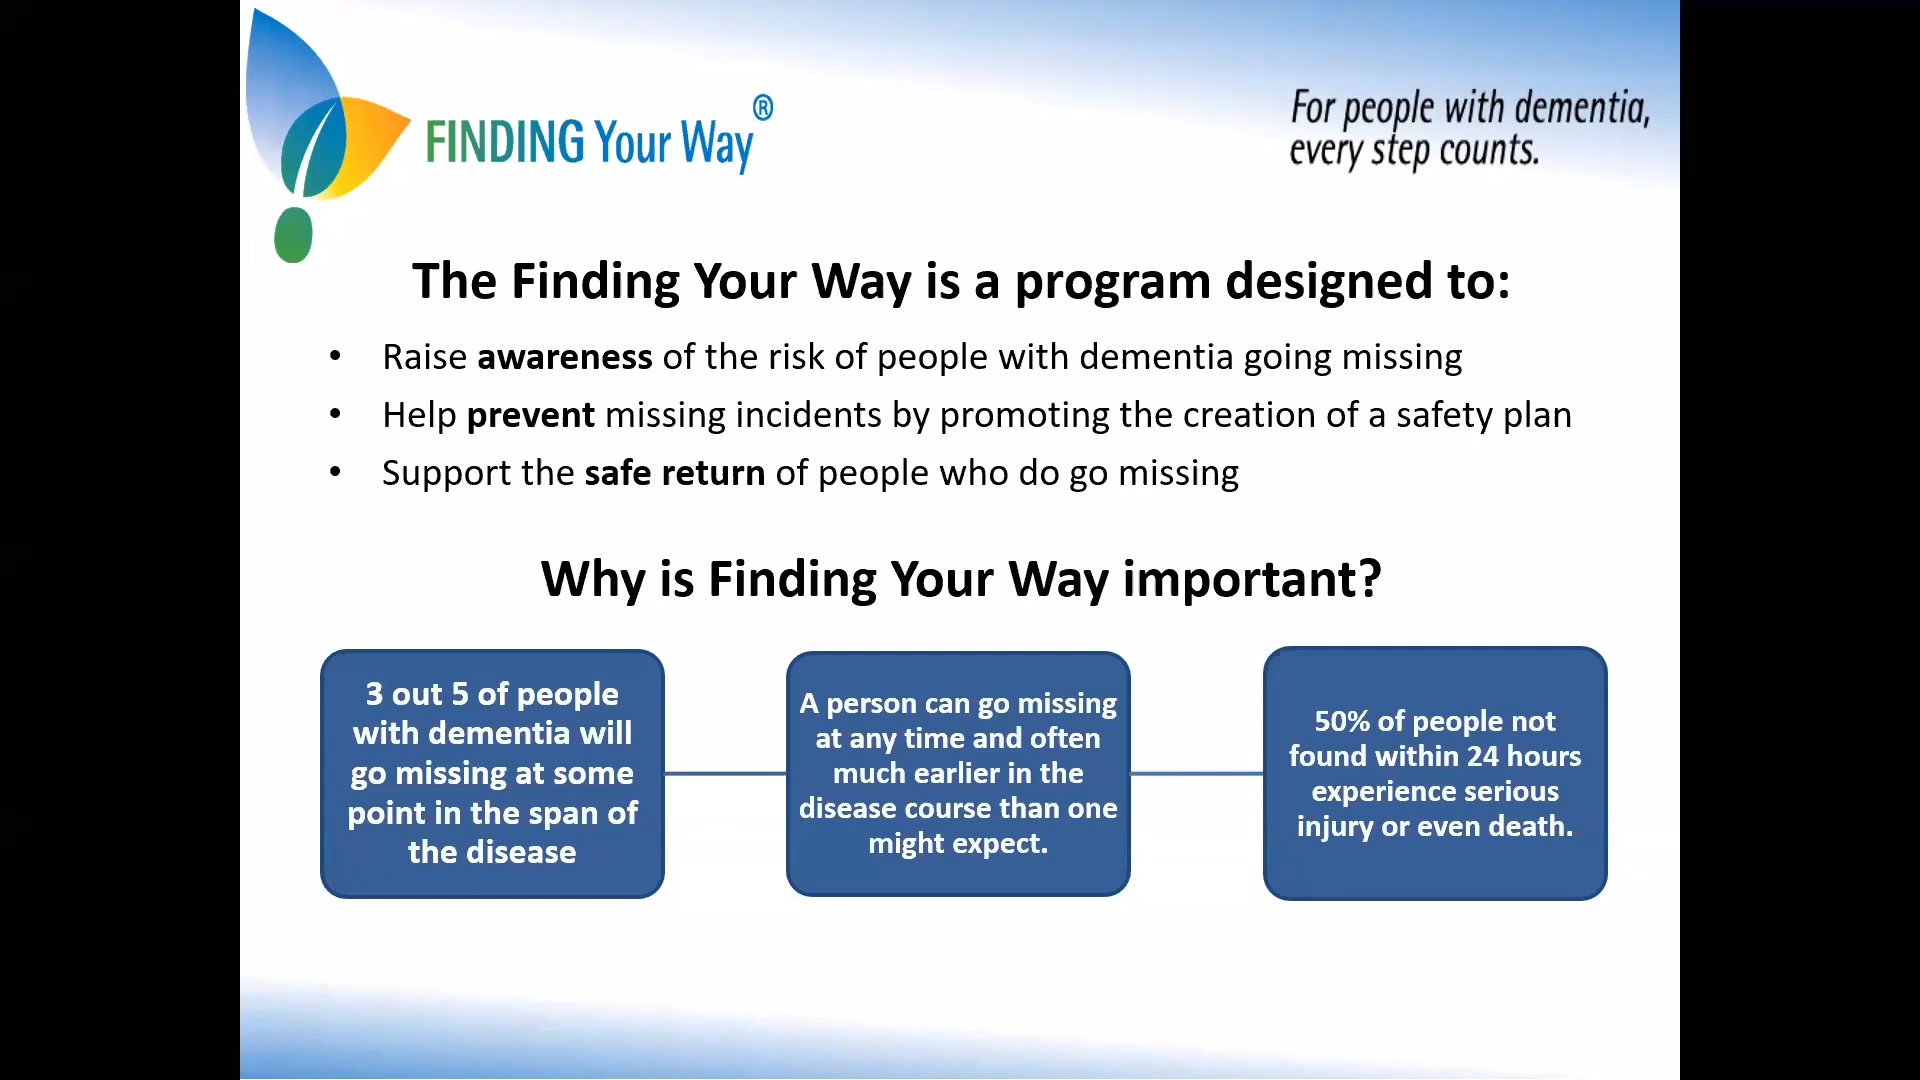 FINDING Your Way®
For people with dementia,
every step counts.
The Finding Your Way is a program designed to:
• Raise awareness of the risk of people with dementia going missing
• Help prevent missing incidents by promoting the creation of a safety plan
• Support the safe return of people who do go missing
Why is Finding Your Way important?
3 out 5 of people
with dementia will
go missing at some
point in the span of
the disease
A person can go missing
at any time and often
much earlier in the
disease course than one
might expect.
50% of people not
found within 24 hours
experience serious
injury or even death.